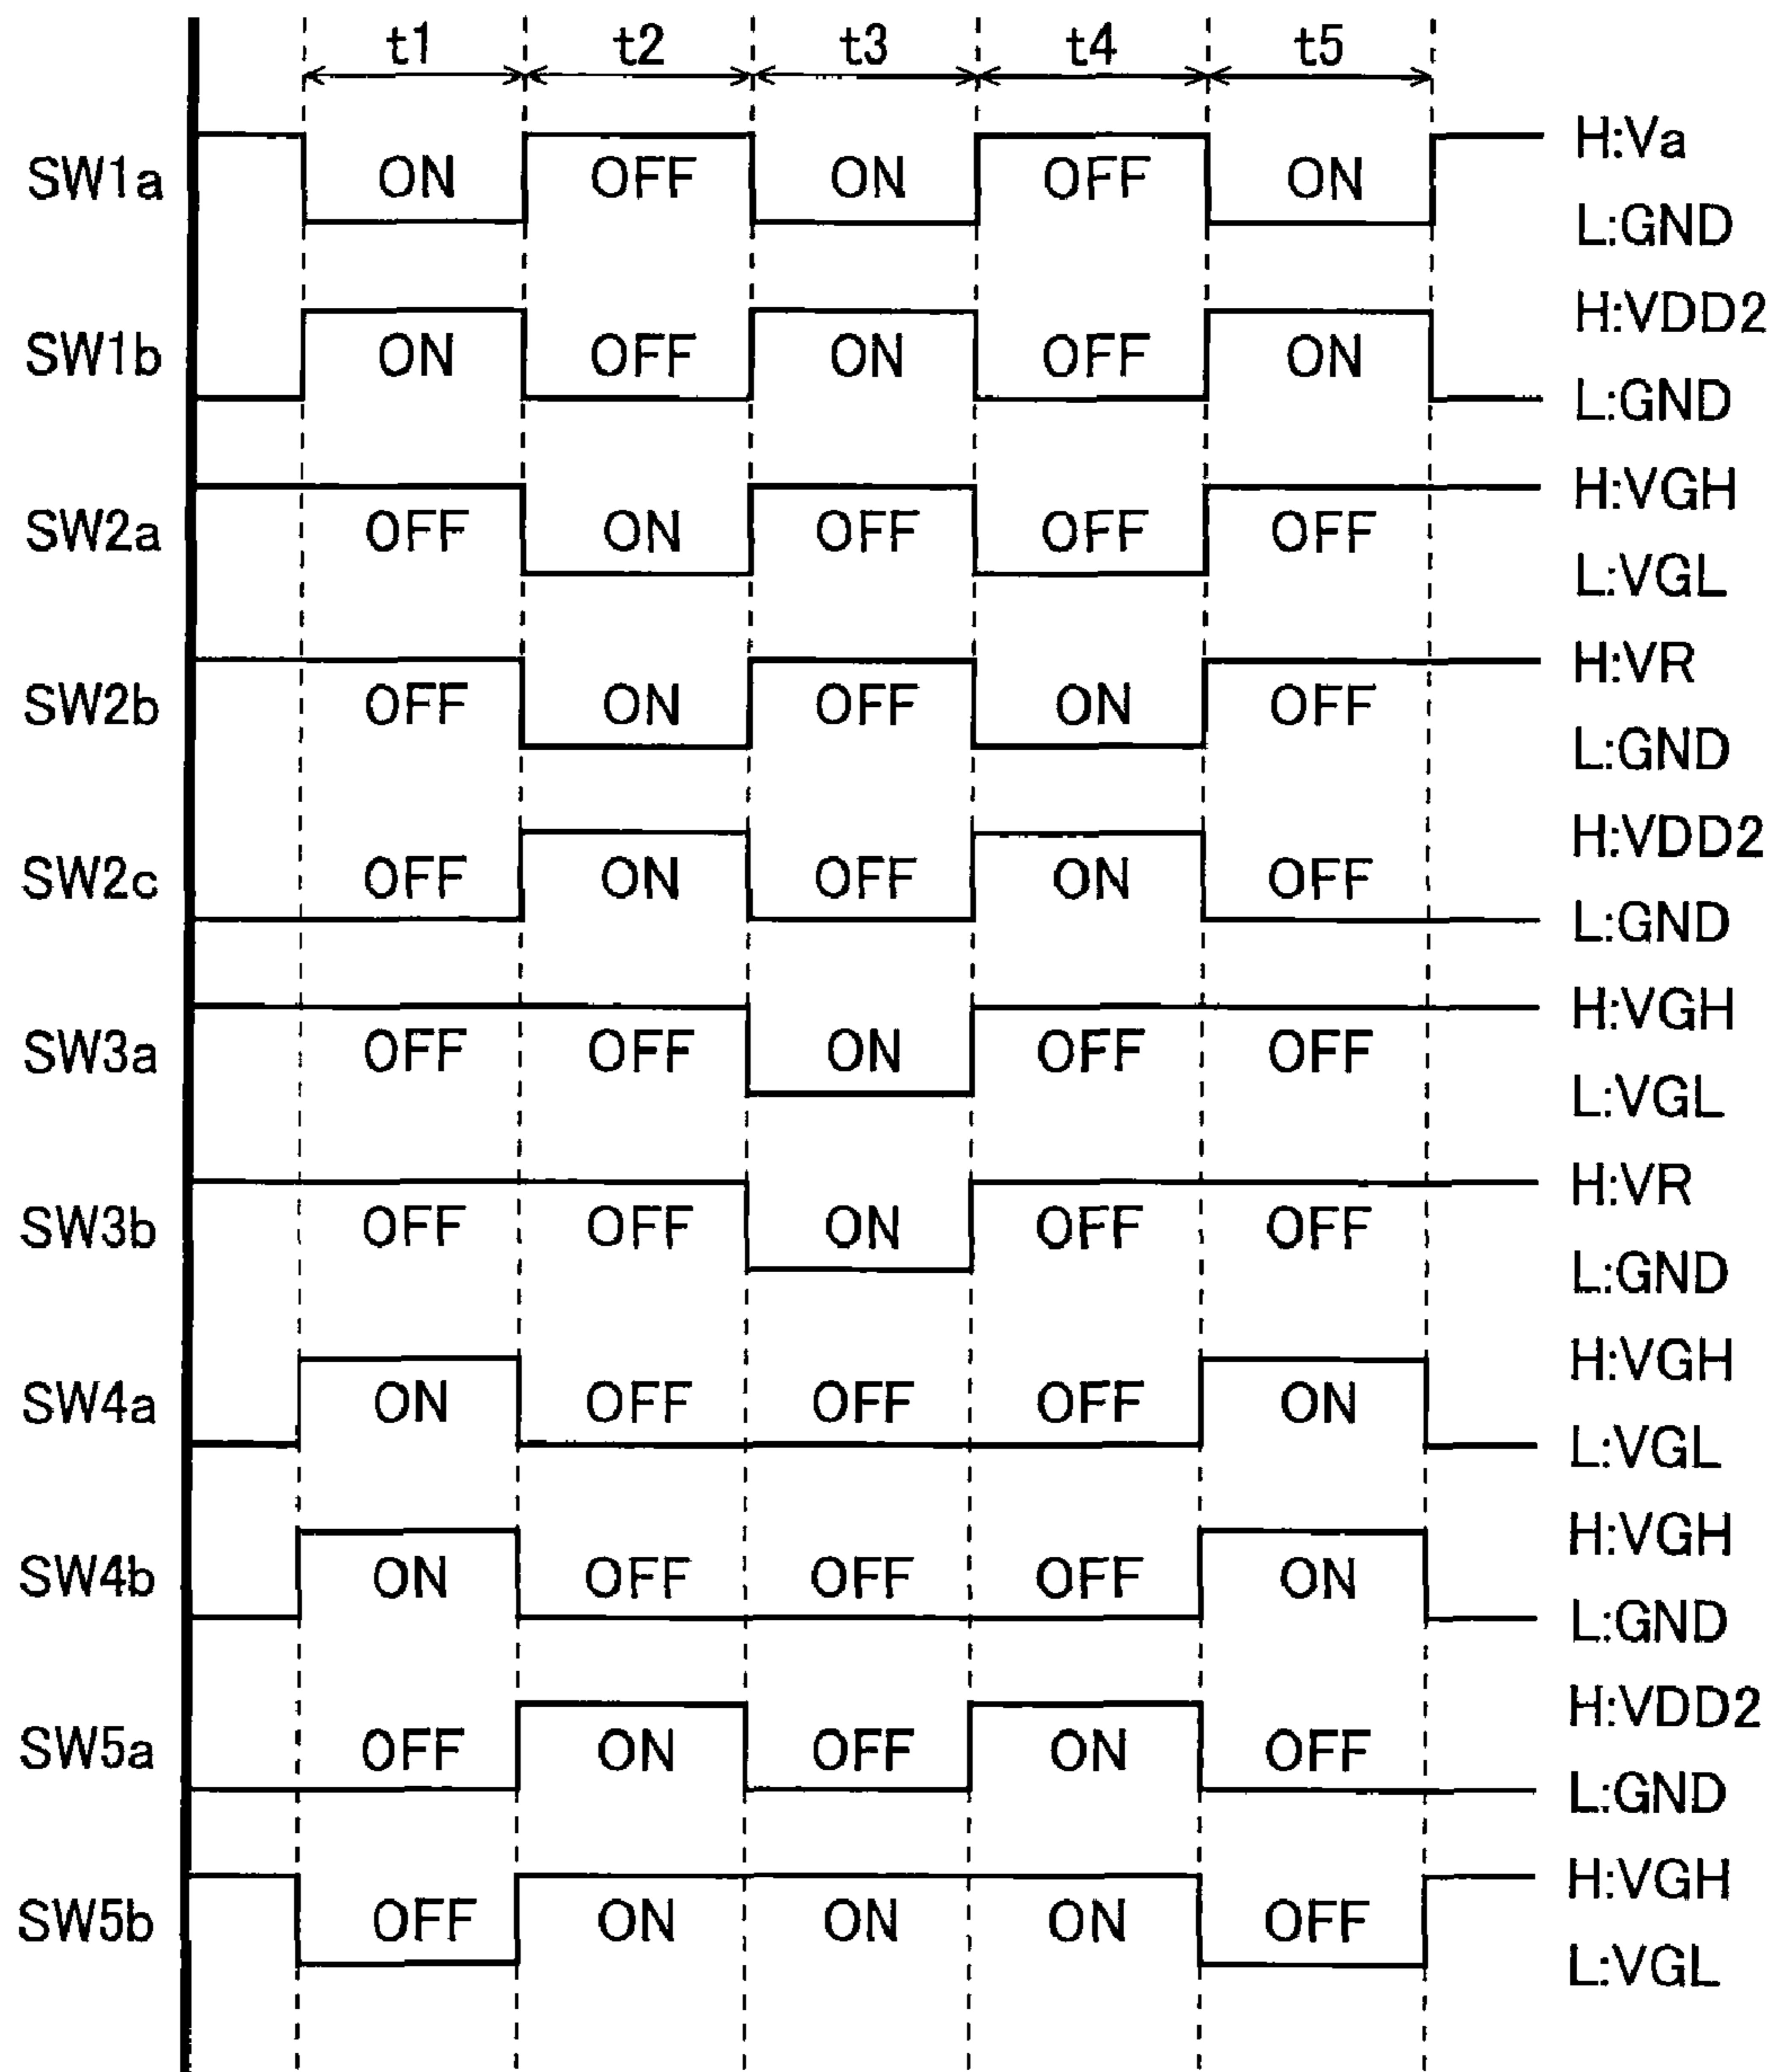 t1 t2 t3 t4 t5
SW1a ON OFF ON OFF ON H:Va
L:GND
SW1b ON OFF ON OFF ON H:VDD2
L:GND
SW2a OFF ON OFF OFF OFF H:VGH
L:VGL
SW2b OFF ON OFF ON OFF H:VR
L:GND
SW2c OFF ON OFF ON OFF H:VDD2
L:GND
SW3a OFF OFF ON OFF OFF H:VGH
L:VGL
SW3b OFF OFF ON OFF OFF H:VR
L:GND
SW4a ON OFF OFF OFF ON H:VGH
L:VGL
SW4b ON OFF OFF OFF ON H:VGH
L:GND
SW5a OFF ON OFF ON OFF H:VDD2
L:GND
SW5b OFF ON ON ON OFF H:VGH
L:VGL